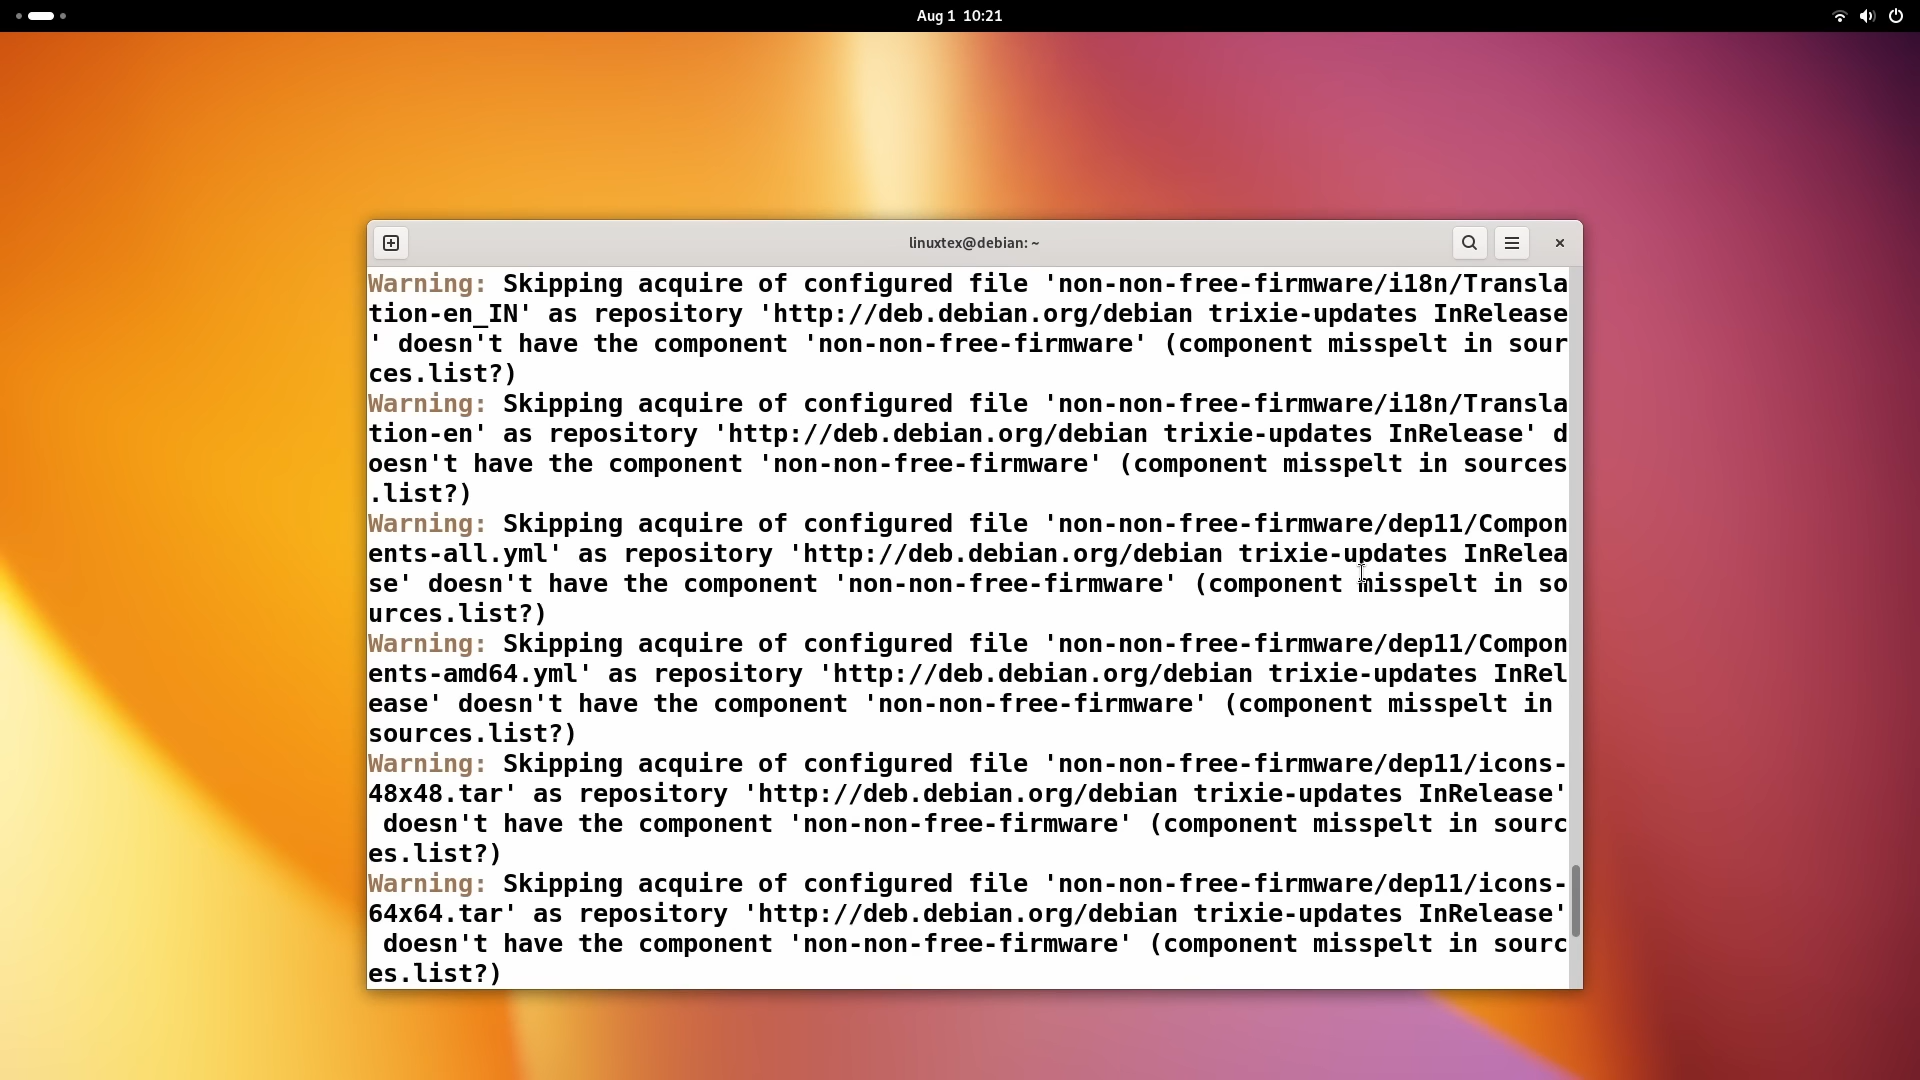 Aug 1 10:21
linuxtex@debian: ~
Warning: Skipping acquire of configured file 'non-non-free-firmware/i18n/Transla
tion-en_IN' as repository 'http://deb.debian.org/debian trixie-updates InRelease
' doesn't have the component 'non-non-free-firmware' (component misspelt in sour
ces.list?)
Warning: Skipping acquire of configured file 'non-non-free-firmware/i18n/Transla
tion-en' as repository 'http://deb.debian.org/debian trixie-updates InRelease' d
oesn't have the component 'non-non-free-firmware' (component misspelt in sources
.list?)
Warning: Skipping acquire of configured file 'non-non-free-firmware/dep11/Compon
ents-all.yml' as repository 'http://deb.debian.org/debian trixie-updates InRelea
se' doesn't have the component 'non-non-free-firmware' (component misspelt in so
urces.list?)
Warning: Skipping acquire of configured file 'non-non-free-firmware/dep11/Compon
ents-amd64.yml' as repository 'http://deb.debian.org/debian trixie-updates InRel
ease' doesn't have the component 'non-non-free-firmware' (component misspelt in
sources.list?)
Warning: Skipping acquire of configured file 'non-non-free-firmware/dep11/icons-
48x48.tar' as repository 'http://deb.debian.org/debian trixie-updates InRelease'
 doesn't have the component 'non-non-free-firmware' (component misspelt in sourc
es.list?)
Warning: Skipping acquire of configured file 'non-non-free-firmware/dep11/icons-
64x64.tar' as repository 'http://deb.debian.org/debian trixie-updates InRelease'
 doesn't have the component 'non-non-free-firmware' (component misspelt in sourc
es.list?)